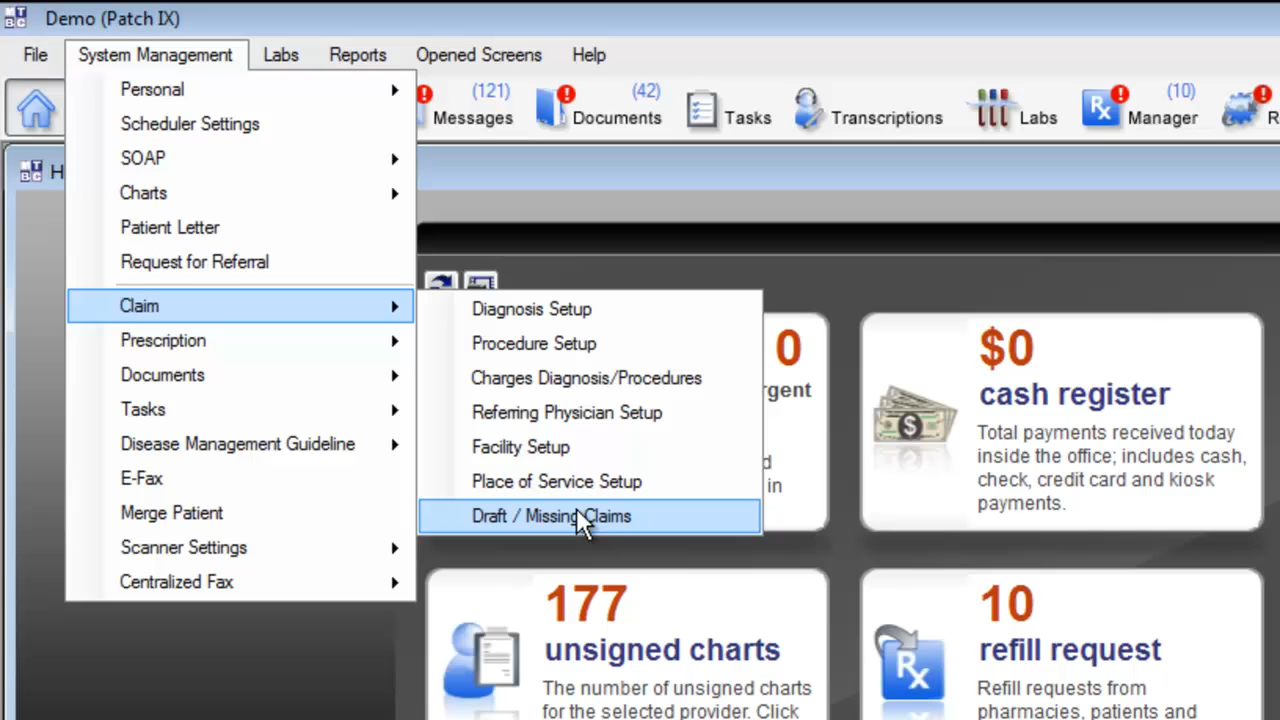 MTBC
Demo (Patch IX)
File System Management Labs Reports Opened Screens Help
Personal
Scheduler Settings
SOAP
Charts
Patient Letter
Request for Referral
Claim
Prescription
Documents
Tasks
Disease Management Guideline
E-Fax
Merge Patient
Scanner Settings
Centralized Fax
(121)
Messages
(42)
Documents
Tasks
Transcriptions
Labs
Rx
(10)
Manager
R
MTBC
H
Diagnosis Setup
Procedure Setup
Charges Diagnosis/Procedures
Referring Physician Setup
Facility Setup
Place of Service Setup
Draft / Missing Claims
0
rgent
d
in
$0
cash register
Total payments received today
inside the office; includes cash,
check, credit card and kiosk
payments.
177
unsigned charts
The number of unsigned charts
for the selected provider. Click
10
refill request
Rx
Refill requests from
pharmacies, patients and